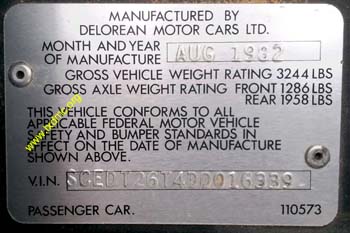 MANUFACTURED BY
DELOREAN MOTOR CARS LTD.
MONTH AND YEAR
OF MANUFACTURE AUG 1982
GROSS VEHICLE WEIGHT RATING 3244 LBS
GROSS AXLE WEIGHT RATING FRONT 1286 LBS
REAR 1958 LBS
THIS VEHICLE CONFORMS TO ALL
APPLICABLE FEDERAL MOTOR VEHICLE
SAFETY AND BUMPER STANDARDS IN
EFFECT ON THE DATE OF MANUFACTURE
SHOWN ABOVE.
V.I.N.
PASSENGER CAR. 110573